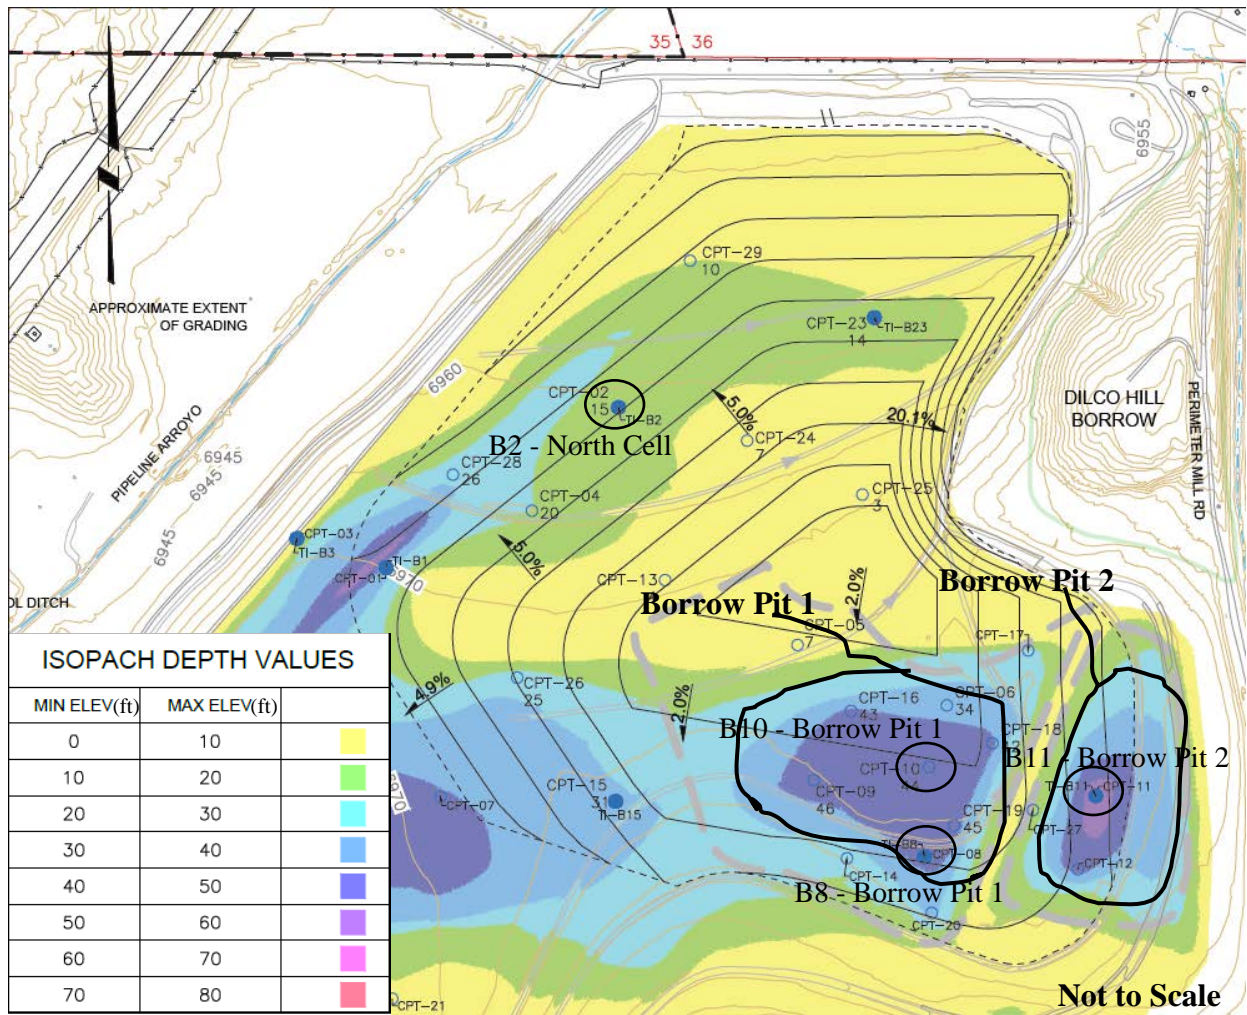 35 36
6955
CPT-29
10
APPROXIMATE EXTENT
OF GRADING
CPT-23
TI-B23
14
6960
CPT-02
15
TI-B2
5.0%
20.1%
DILCO HILL
BORROW
PERIMETER MILL RD
PIPELINE ARROYO
B2 - North Cell
CPT-24
7
6945
6945
CPT-28
26
CPT-04
20
CPT-25
3
CPT-03
TI-B3
TI-B1
CPT-01
6970
5.0%
6945
CPT-13
2.0%
Borrow Pit 1
Borrow Pit 2
OL DITCH
CPT-05
7
CPT-17
ISOPACH DEPTH VALUES
MIN ELEV(ft) MAX ELEV(ft)
0 10
10 20
20 30
30 40
40 50
50 60
60 70
70 80
4.9%
CPT-26
25
2.0%
CPT-16
43
CPT-06
34
B10 - Borrow Pit 1
CPT-18
B11 - Borrow Pit 2
CPT-10
44
CPT-09
46
TI-B11
CPT-11
6970
CPT-07
CPT-15
31
TI-B15
CPT-19
45
CPT-27
TI-B8
CPT-08
CPT-14
CPT-12
B8 - Borrow Pit 1
CPT-20
CPT-21
Not to Scale